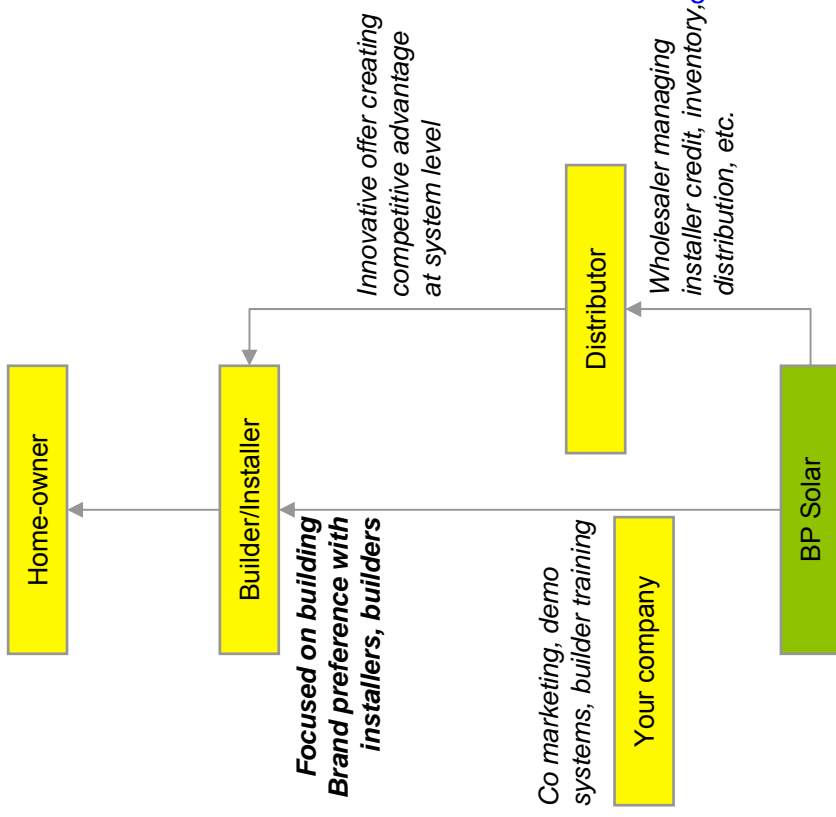 Home-owner
Builder/Installer
Focused on building
Brand preference with
installers, builders
Innovative offer creating
competitive advantage
at system level
Co marketing, demo
systems, builder training
Your company
Distributor
Wholesaler managing
installer credit, inventory,
distribution, etc.
BP Solar